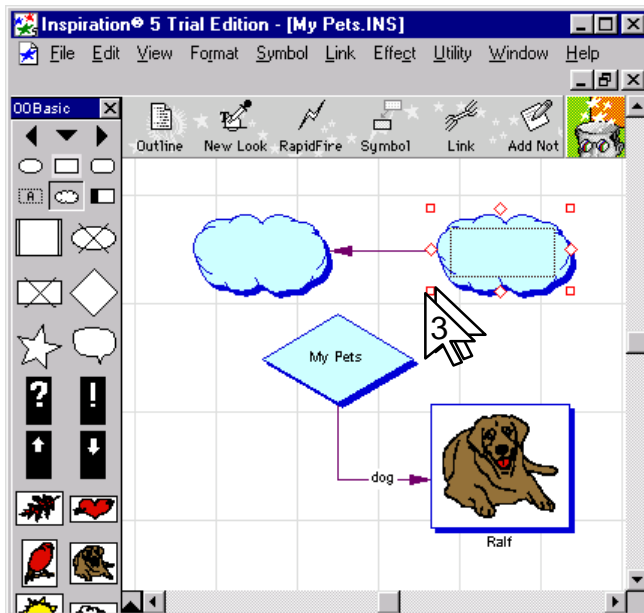 Inspiration® 5 Trial Edition - [My Pets.INS]
File Edit View Format Symbol Link Effect Utility Window Help
00Basic
Outline New Look RapidFire Symbol Link Add Not
A
3
My Pets
? !
dog
Ralf